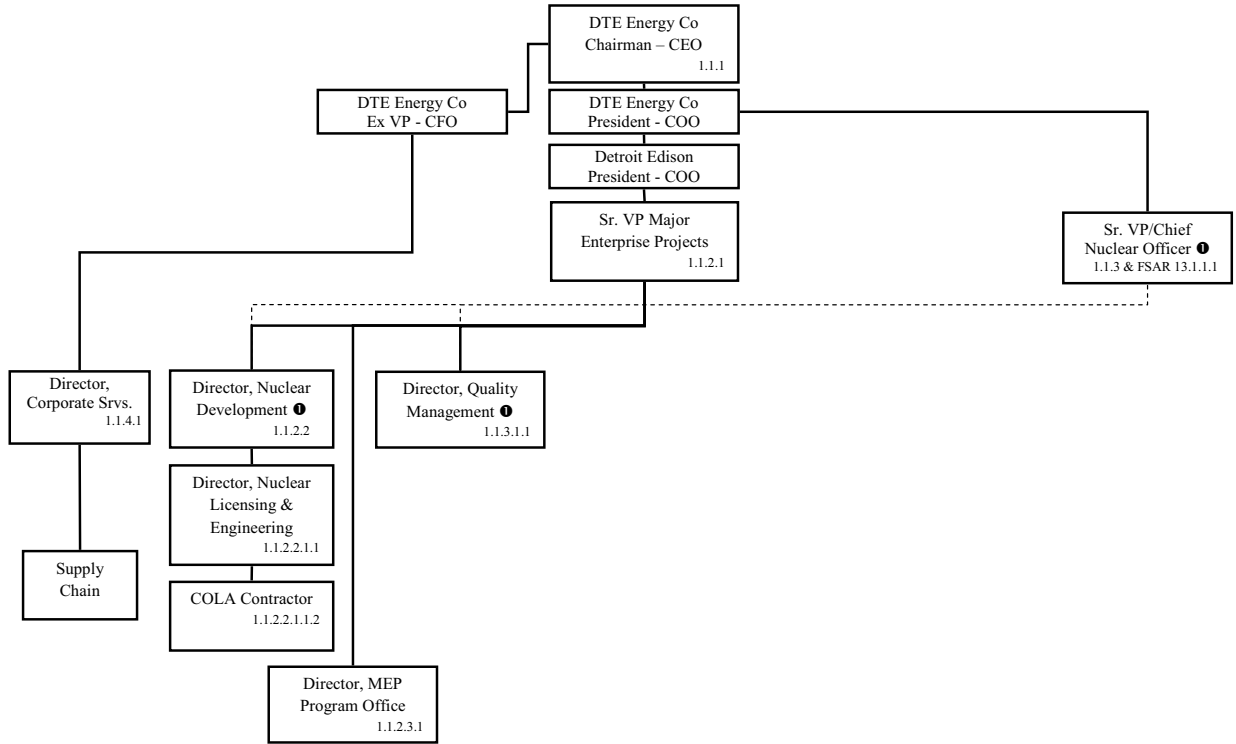 DTE Energy Co
Chairman – CEO
1.1.1
DTE Energy Co
Ex VP - CFO
DTE Energy Co
President - COO
Detroit Edison
President - COO
Sr. VP Major
Enterprise Projects
1.1.2.1
Sr. VP/Chief
Nuclear Officer ❶
1.1.3 & FSAR 13.1.1.1
Director,
Corporate Srvs.
1.1.4.1
Director, Nuclear
Development ❶
1.1.2.2
Director, Quality
Management ❶
1.1.3.1.1
Director, Nuclear
Licensing &
Engineering
1.1.2.2.1.1
Supply
Chain
COLA Contractor
1.1.2.2.1.1.2
Director, MEP
Program Office
1.1.2.3.1